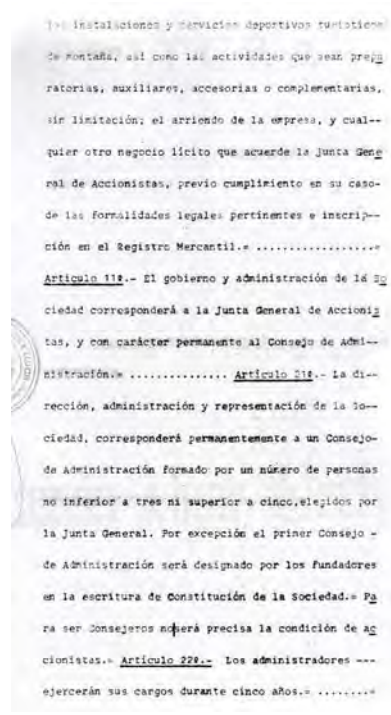 las instalaciones y servicios deportivos turísticos
de montaña, así como las actividades que sean prepa
ratorias, auxiliares, accesorias o complementarias,
sin limitación; el arriendo de la empresa, y cual--
quier otro negocio lícito que acuerde la Junta Gene
ral de Accionistas, previo cumplimiento en su caso-
de las formalidades legales pertinentes e inscrip--
ción en el Registro Mercantil.= .................=
Artículo 11º.- El gobierno y administración de la So
ciedad corresponderá a la Junta General de Accionis
tas, y con carácter permanente al Consejo de Admi--
nistración.= ............... Artículo 21º.- La di--
rección, administración y representación de la So--
ciedad, corresponderá permanentemente a un Consejo-
de Administración formado por un número de personas
no inferior a tres ni superior a cinco,elegidos por
la Junta General. Por excepción el primer Consejo -
de Administración será designado por los fundadores
en la escritura de Constitución de la Sociedad.= Pa
ra ser Consejeros no será precisa la condición de ac
cionistas.= Artículo 22º.- Los administradores ---
ejercerán sus cargos durante cinco años.= ........=